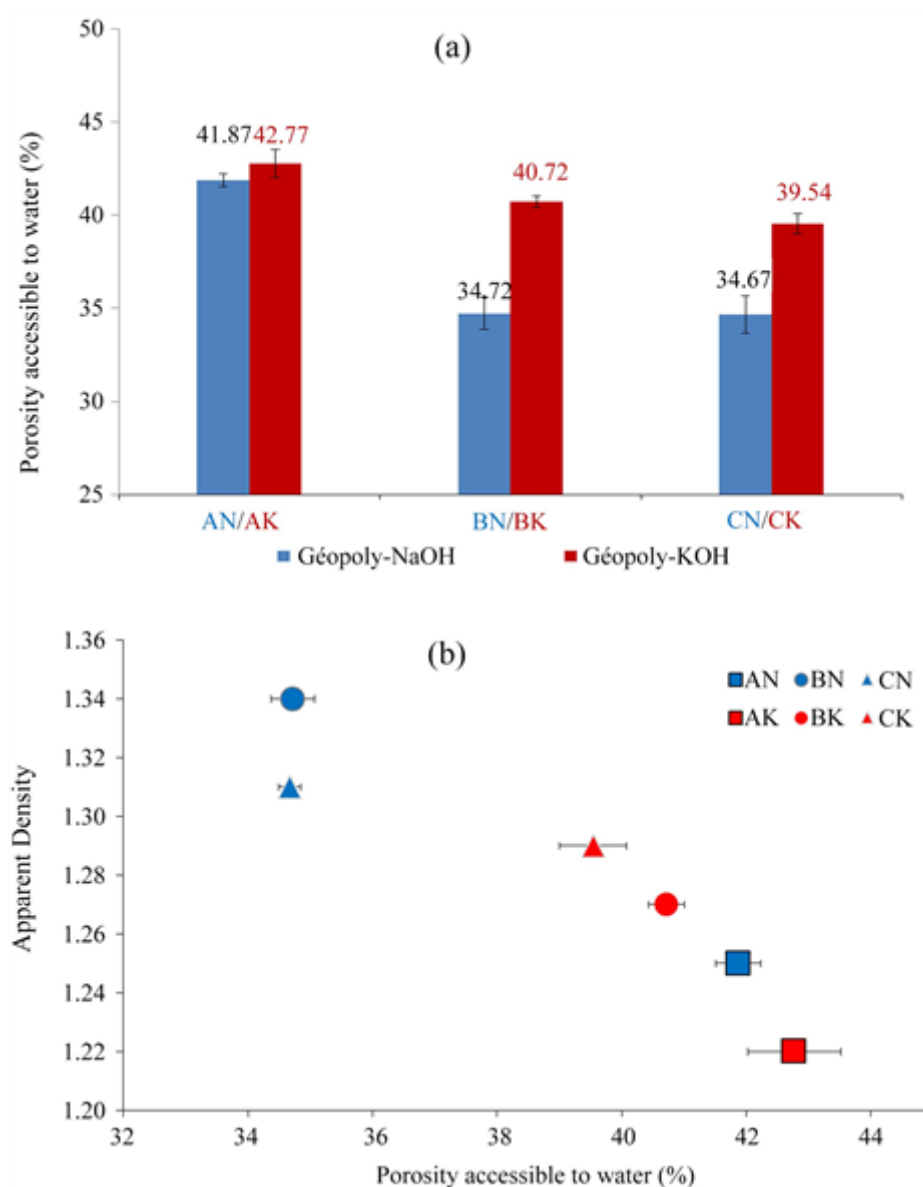 (a)
Porosity accessible to water (%)
50
45
40
35
30
25
41.87 42.77
34.72 40.72
34.67 39.54
AN/AK BN/BK CN/CK
Géopoly-NaOH Géopoly-KOH
(b)
Apparent Density
1.36
1.34
1.32
1.30
1.28
1.26
1.24
1.22
1.20
AN BN CN
AK BK CK
32 34 36 38 40 42 44
Porosity accessible to water (%)